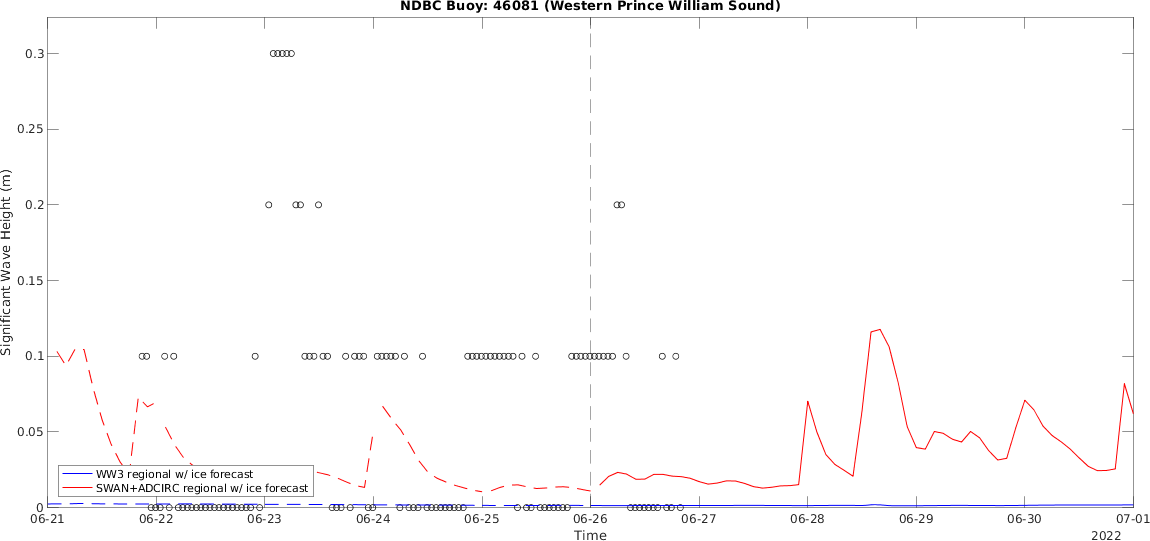 NDBC Buoy: 46081 (Western Prince William Sound)
Significant Wave Height (m)
0.3
0.25
0.2
0.15
0.1
0.05
0
WW3 regional w/ ice forecast
SWAN+ADCIRC regional w/ ice forecast
06-21 06-22 06-23 06-24 06-25 06-26 06-27 06-28 06-29 06-30 07-01
Time
2022